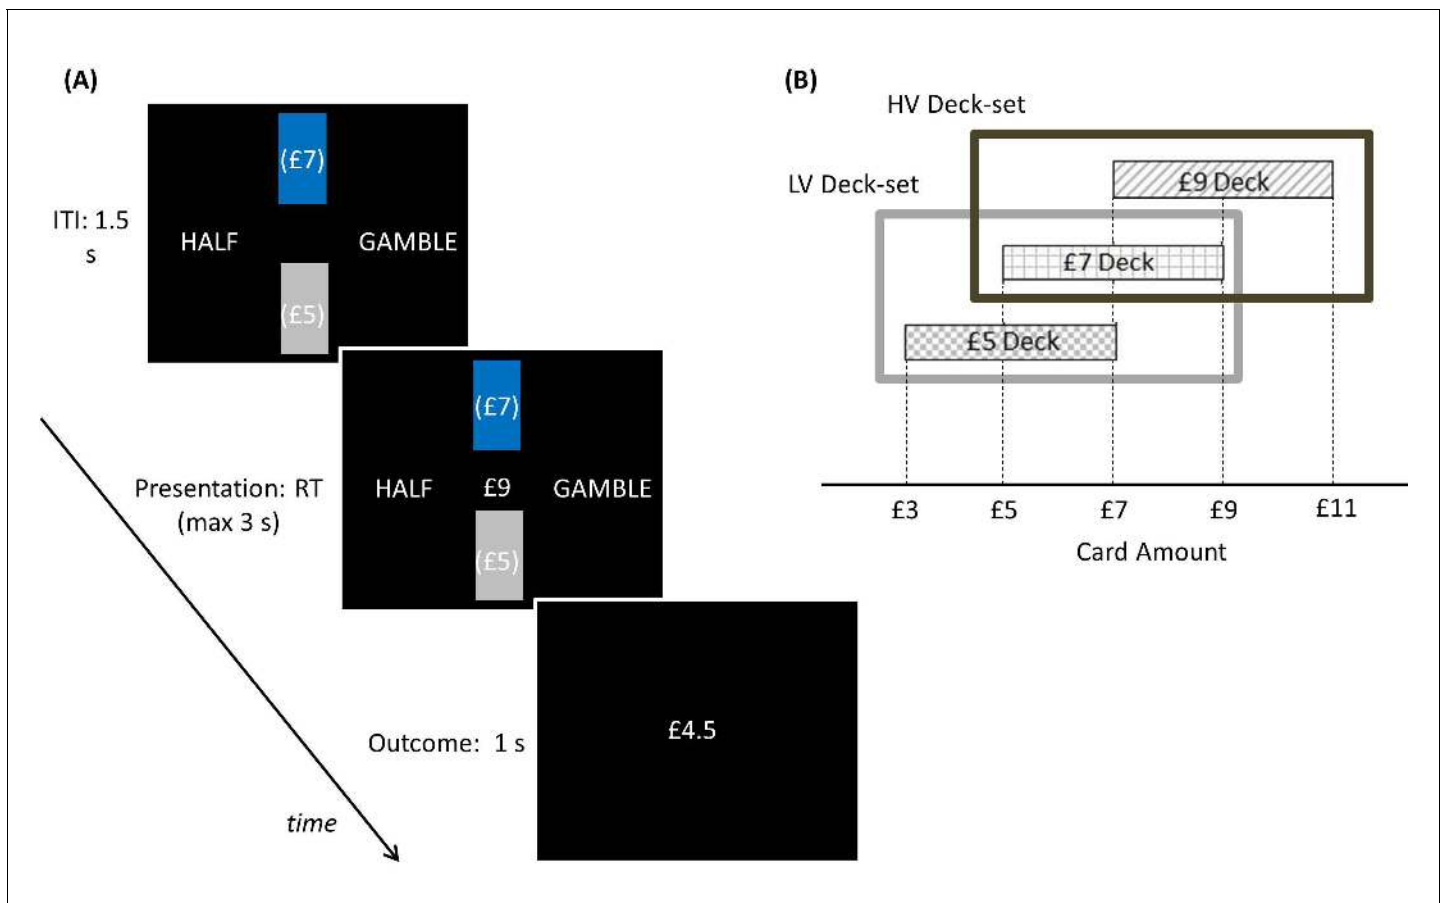 (A)
(£7)
ITI: 1.5
s
HALF
GAMBLE
(£5)
(£7)
Presentation: RT
(max 3 s)
HALF
£9
GAMBLE
(£5)
Outcome: 1 s
£4.5
time
(B)
HV Deck-set
£9 Deck
LV Deck-set
£7 Deck
£5 Deck
£3
£5
£7
£9
£11
Card Amount